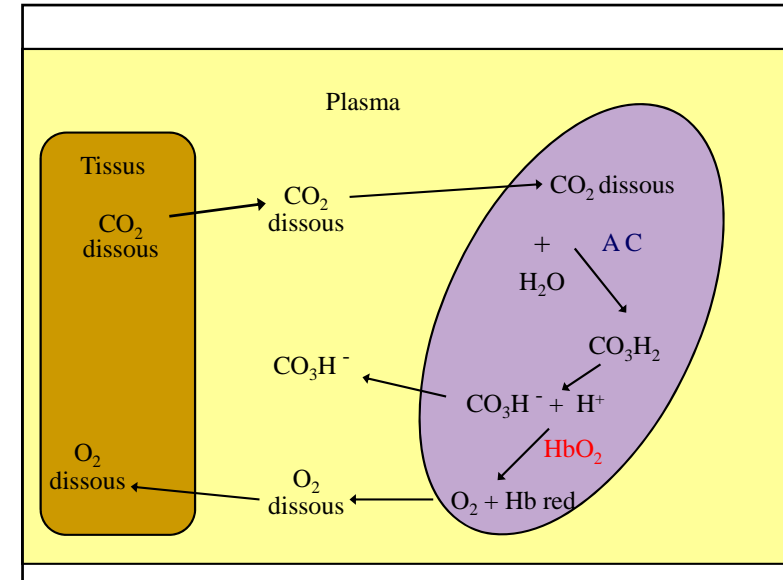 Plasma
Tissus
CO₂
dissous
CO₂
dissous
CO₂ dissous
+
A C
H₂O
CO₃H₂
CO₃H ⁻
CO₃H ⁻ + H⁺
HbO₂
O₂
dissous
O₂
dissous
O₂ + Hb red